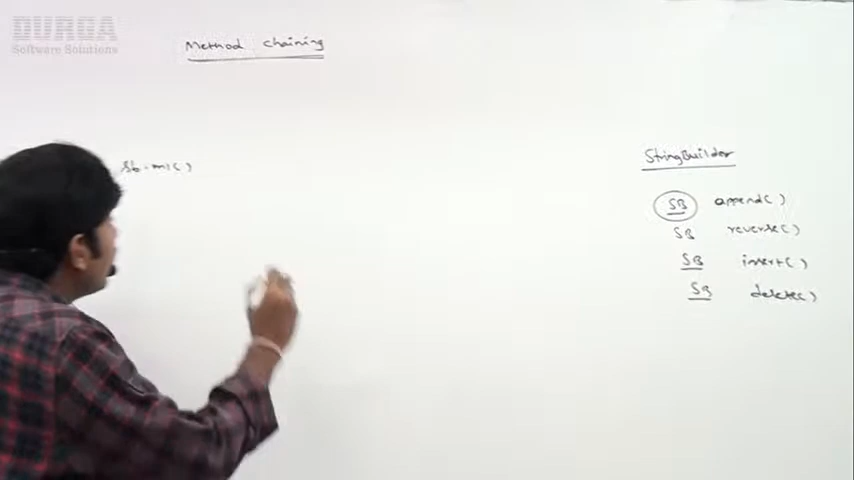 DURGA
Software Solutions
Method chaining
sb.m1()
StringBuilder
SB append()
SB reverse()
SB insert()
SB delete()